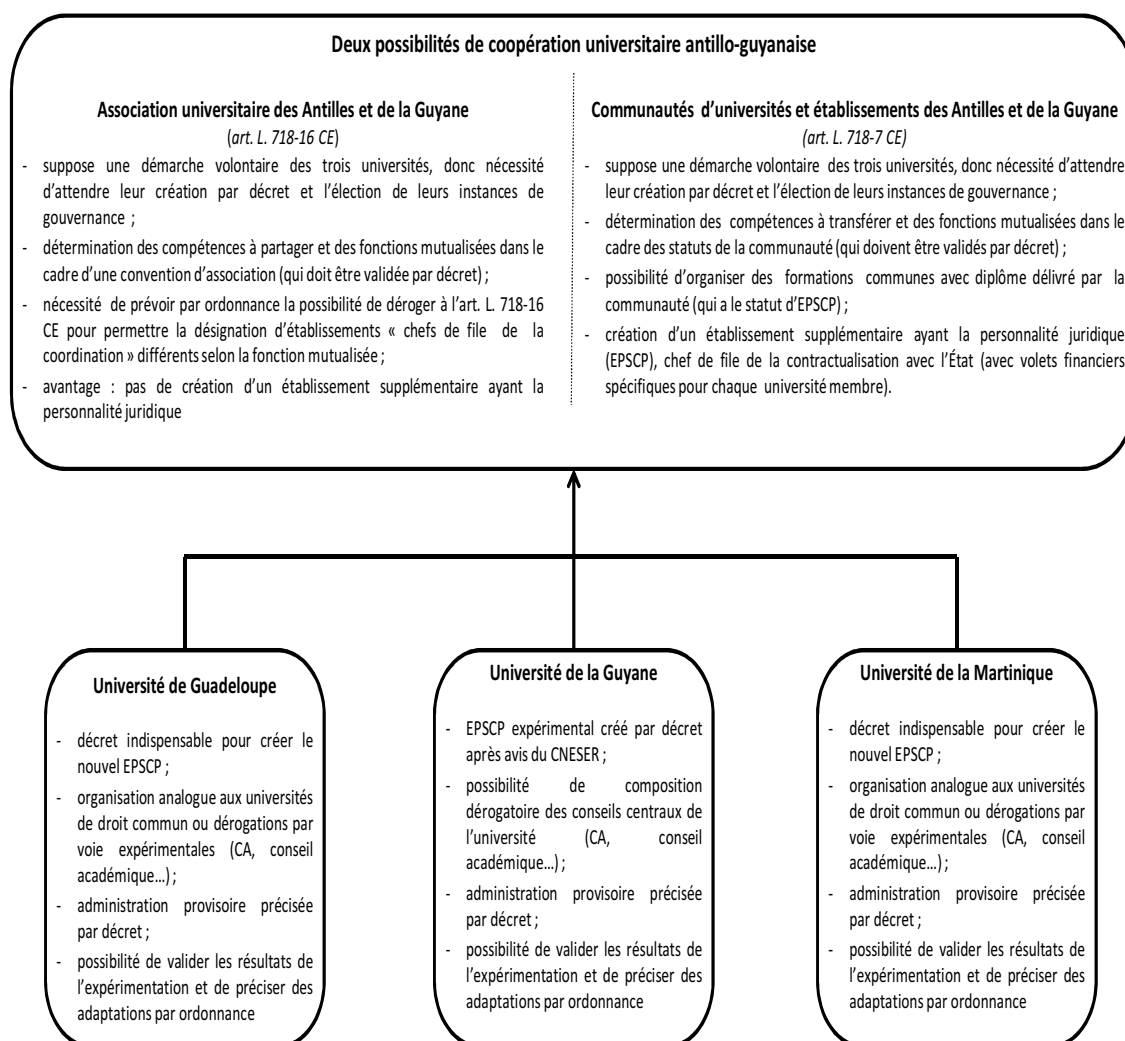 Deux possibilités de coopération universitaire antillo-guyanaise
Association universitaire des Antilles et de la Guyane
(art. L. 718-16 CE)
- suppose une démarche volontaire des trois universités, donc nécessité
d'attendre leur création par décret et l'élection de leurs instances de
gouvernance ;
- détermination des compétences à partager et des fonctions mutualisées dans le
cadre d'une convention d'association (qui doit être validée par décret) ;
- nécessité de prévoir par ordonnance la possibilité de déroger à l'art. L. 718-16
CE pour permettre la désignation d'établissements « chefs de file de la
coordination » différents selon la fonction mutualisée ;
- avantage : pas de création d'un établissement supplémentaire ayant la
personnalité juridique
Communautés d'universités et établissements des Antilles et de la Guyane
(art. L. 718-7 CE)
- suppose une démarche volontaire des trois universités, donc nécessité d'attendre
leur création par décret et l'élection de leurs instances de gouvernance ;
- détermination des compétences à transférer et des fonctions mutualisées dans le
cadre des statuts de la communauté (qui doivent être validés par décret) ;
- possibilité d'organiser des formations communes avec diplôme délivré par la
communauté (qui a le statut d'EPSCP) ;
- création d'un établissement supplémentaire ayant la personnalité juridique
(EPSCP), chef de file de la contractualisation avec l'État (avec volets financiers
spécifiques pour chaque université membre).
Université de Guadeloupe
- décret indispensable pour créer le
nouvel EPSCP ;
- organisation analogue aux universités
de droit commun ou dérogations par
voie expérimentales (CA, conseil
académique...) ;
- administration provisoire précisée
par décret ;
- possibilité de valider les résultats de
l'expérimentation et de préciser des
adaptations par ordonnance
Université de la Guyane
- EPSCP expérimental créé par décret
après avis du CNESER ;
- possibilité de composition
dérogatoire des conseils centraux de
l'université (CA, conseil
académique...) ;
- administration provisoire précisée
par décret ;
- possibilité de valider les résultats de
l'expérimentation et de préciser des
adaptations par ordonnance
Université de la Martinique
- décret indispensable pour créer le
nouvel EPSCP ;
- organisation analogue aux universités
de droit commun ou dérogations par
voie expérimentales (CA, conseil
académique...) ;
- administration provisoire précisée
par décret ;
- possibilité de valider les résultats de
l'expérimentation et de préciser des
adaptations par ordonnance